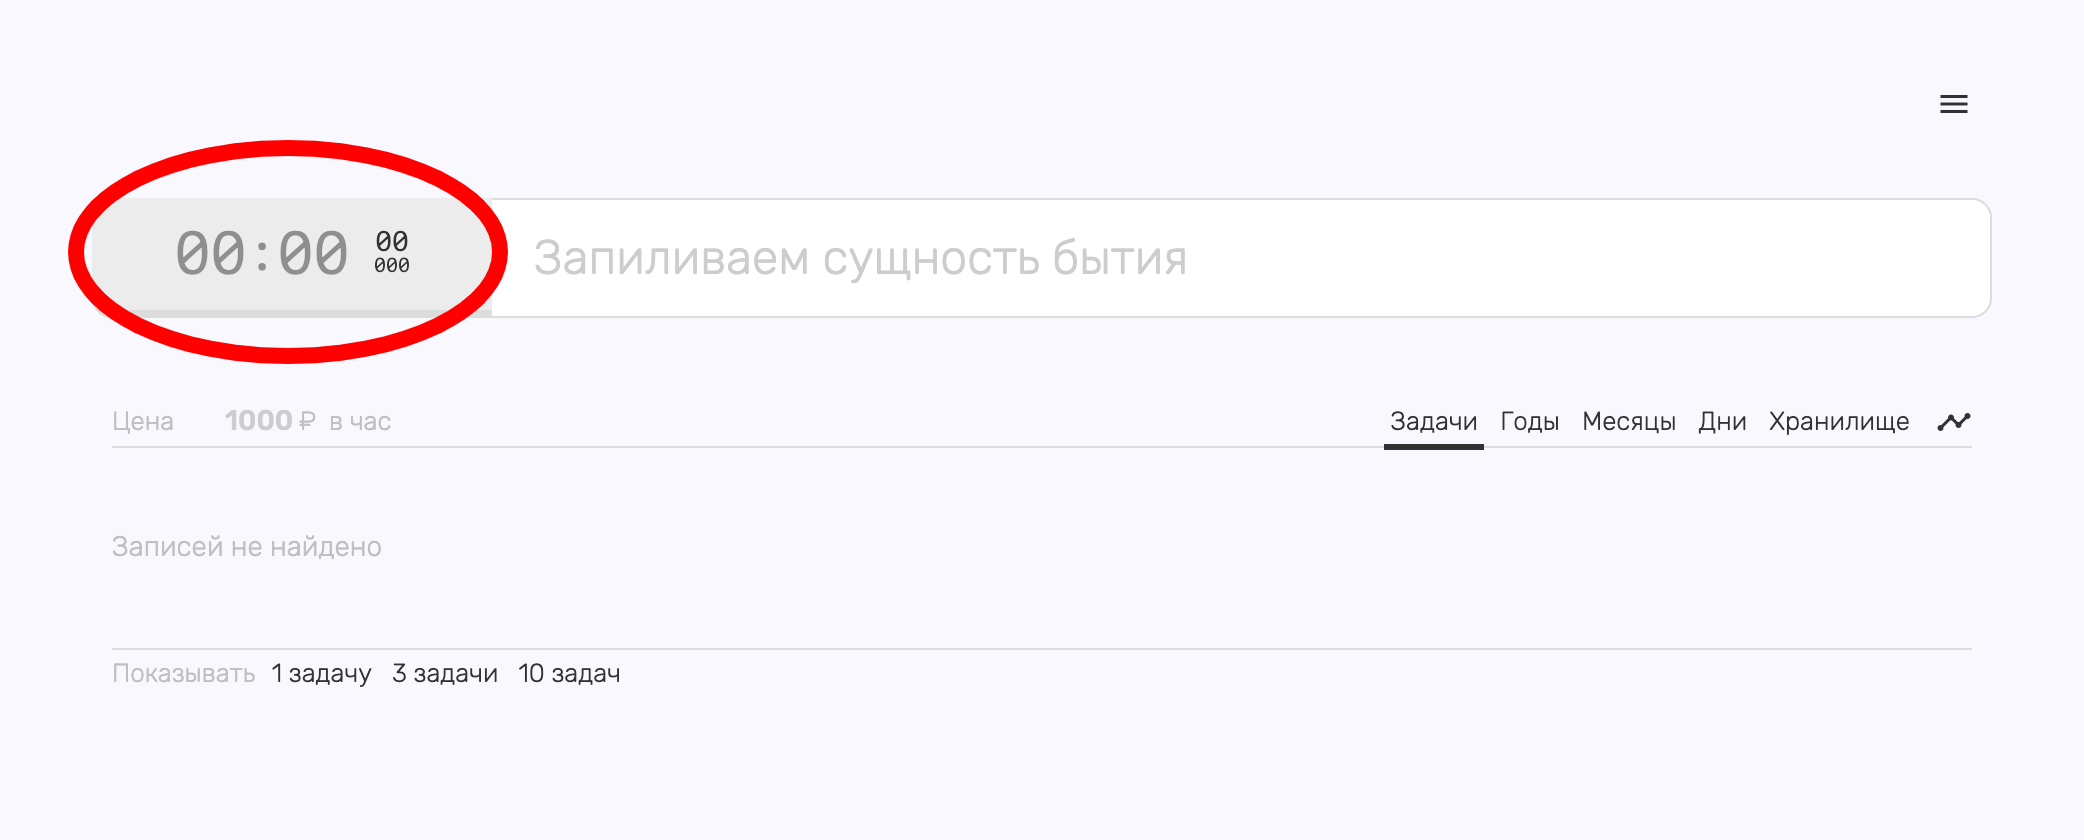 00:00 00
000
Запиливаем сущность бытия
Цена 1000 ₽ в час
Задачи Годы Месяцы Дни Хранилище
Записей не найдено
Показывать 1 задачу 3 задачи 10 задач